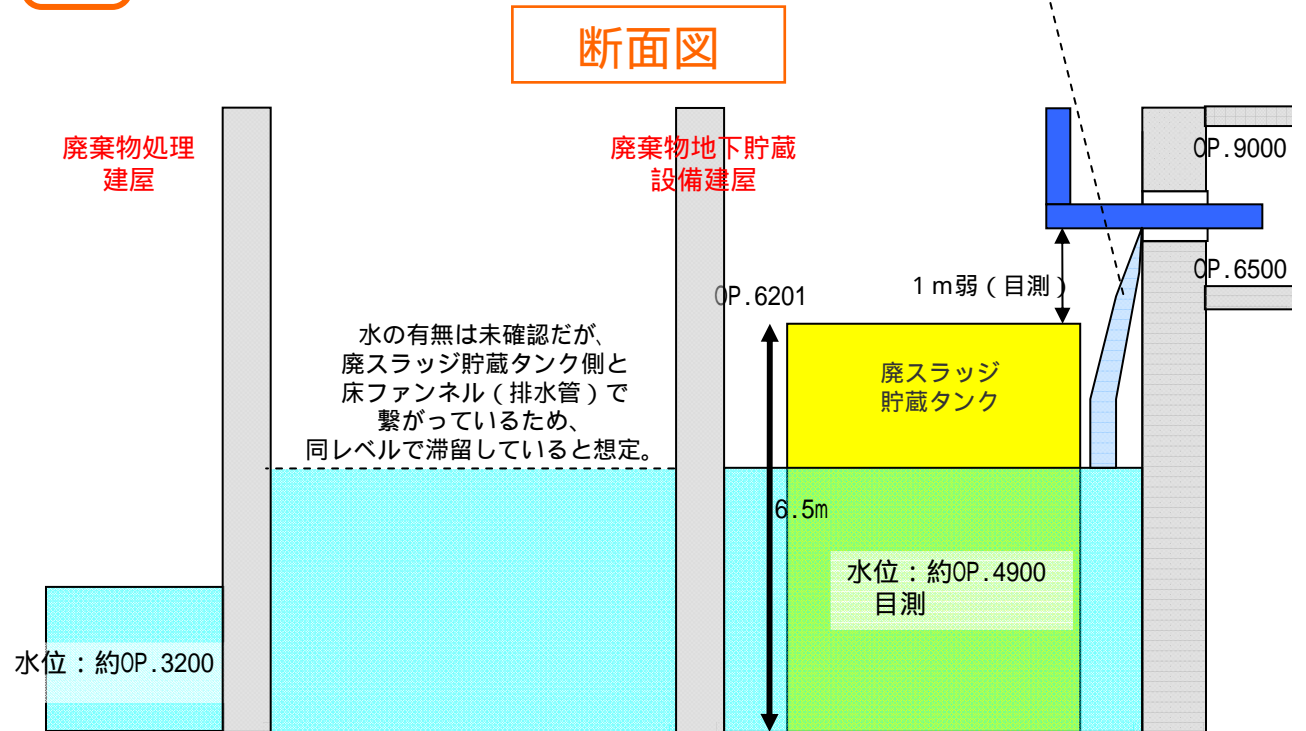 断面図
廃棄物処理
建屋
廃棄物地下貯蔵
設備建屋
OP.9000
OP.6500
1m弱(目測)
OP.6201
水の有無は未確認だが、
廃スラッジ貯蔵タンク側と
床ファンネル(排水管)で
繋がっているため、
同レベルで滞留していると想定。
廃スラッジ
貯蔵タンク
6.5m
水位:約OP.4900
目測
水位:約OP.3200